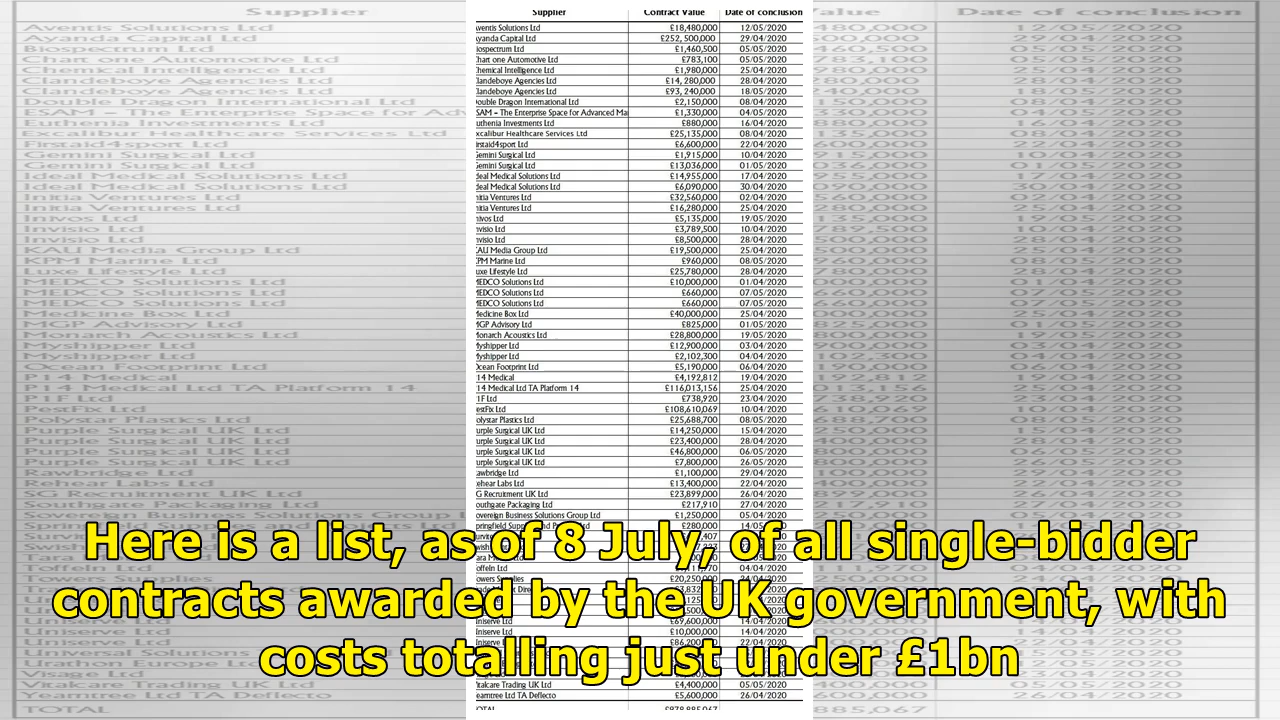 Supplier Contract Value Date of conclusion
Aventis Solutions Ltd £18,480,000 12/05/2020
Ayanda Capital Ltd £252,500,000 29/04/2020
Biospectrum Ltd £1,460,500 05/05/2020
Chart one Automotive Ltd £783,100 05/05/2020
Chemical Intelligence Ltd £1,980,000 25/04/2020
Clandeboye Agencies Ltd £14,280,000 28/04/2020
Clandeboye Agencies Ltd £93,240,000 18/05/2020
Double Dragon International Ltd £2,150,000 08/04/2020
ESAM – The Enterprise Space for Advanced Ma £1,330,000 04/05/2020
Euthenia Investments Ltd £880,000 16/04/2020
Excalibur Healthcare Services Ltd £25,135,000 08/04/2020
Firstaid4sport Ltd £6,600,000 22/04/2020
Gemini Surgical Ltd £1,915,000 10/04/2020
Gemini Surgical Ltd £13,036,000 01/05/2020
Ideal Medical Solutions Ltd £14,955,000 17/04/2020
Ideal Medical Solutions Ltd £6,090,000 30/04/2020
Initia Ventures Ltd £32,560,000 02/04/2020
Initia Ventures Ltd £16,280,000 25/04/2020
Inivos Ltd £5,135,000 19/05/2020
Invisio Ltd £3,789,500 10/04/2020
Invisio Ltd £8,500,000 28/04/2020
KAU Media Group Ltd £19,500,000 25/04/2020
KPM Marine Ltd £960,000 08/05/2020
Luxe Lifestyle Ltd £25,780,000 28/04/2020
MEDCO Solutions Ltd £10,000,000 01/04/2020
MEDCO Solutions Ltd £660,000 07/05/2020
MEDCO Solutions Ltd £660,000 07/05/2020
Medicine Box Ltd £40,000,000 25/04/2020
MGP Advisory Ltd £825,000 01/05/2020
Monarch Acoustics Ltd £28,800,000 19/05/2020
Myshipper Ltd £12,900,000 03/04/2020
Myshipper Ltd £2,102,300 04/04/2020
Ocean Footprint Ltd £5,190,000 06/04/2020
P14 Medical £4,192,812 19/04/2020
P14 Medical Ltd TA Platform 14 £116,013,156 25/04/2020
P1F Ltd £738,920 23/04/2020
PestFix Ltd £108,610,069 10/04/2020
Polystar Plastics Ltd £25,688,700 08/05/2020
Purple Surgical UK Ltd £14,250,000 15/04/2020
Purple Surgical UK Ltd £23,400,000 28/04/2020
Purple Surgical UK Ltd £46,800,000 06/05/2020
Purple Surgical UK Ltd £7,800,000 26/05/2020
Rawbridge Ltd £1,100,000 29/04/2020
Rehear Labs Ltd £13,400,000 22/04/2020
SG Recruitment UK Ltd £23,899,000 26/04/2020
Southgate Packaging Ltd £217,910 27/04/2020
Sovereign Business Solutions Group Ltd £1,250,000 05/04/2020
£280,000
Here is a list, as of 8 July, of all single-bidder
Toffeln Ltd 04/04/2020
Towers Supplies £20,250,000
contracts awarded by the UK government, with
Uniserve Ltd £69,600,000 14/04/2020
Uniserve Ltd £10,000,000 14/04/2020
Uniserve Ltd
costs totalling just under £1bn
Vitalcare Trading UK Ltd £4,400,000 05/05/2020
Yeamtree Ltd TA Deflecto £5,600,000 26/04/2020
TOTAL £878,885,067